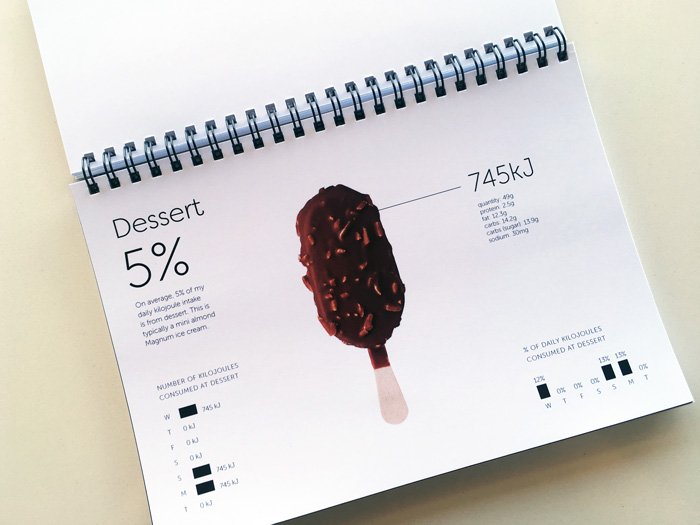 Dessert
5%
On average, 5% of my
daily kilojoule intake
is from dessert. This is
typically a mini almond
Magnum ice cream.
745kJ
quantity: 49g
protein: 2.5g
fat: 12.3g
carbs: 14.2g
carbs (sugar): 13.9g
sodium: 30mg
NUMBER OF KILOJOULES
CONSUMED AT DESSERT
W 745 kJ
T 0 kJ
F 0 kJ
S 0 kJ
S 745 kJ
M 745 kJ
T 0 kJ
% OF DAILY KILOJOULES
CONSUMED AT DESSERT
12% 0% 0% 0% 13% 13% 0%
W T F S S M T